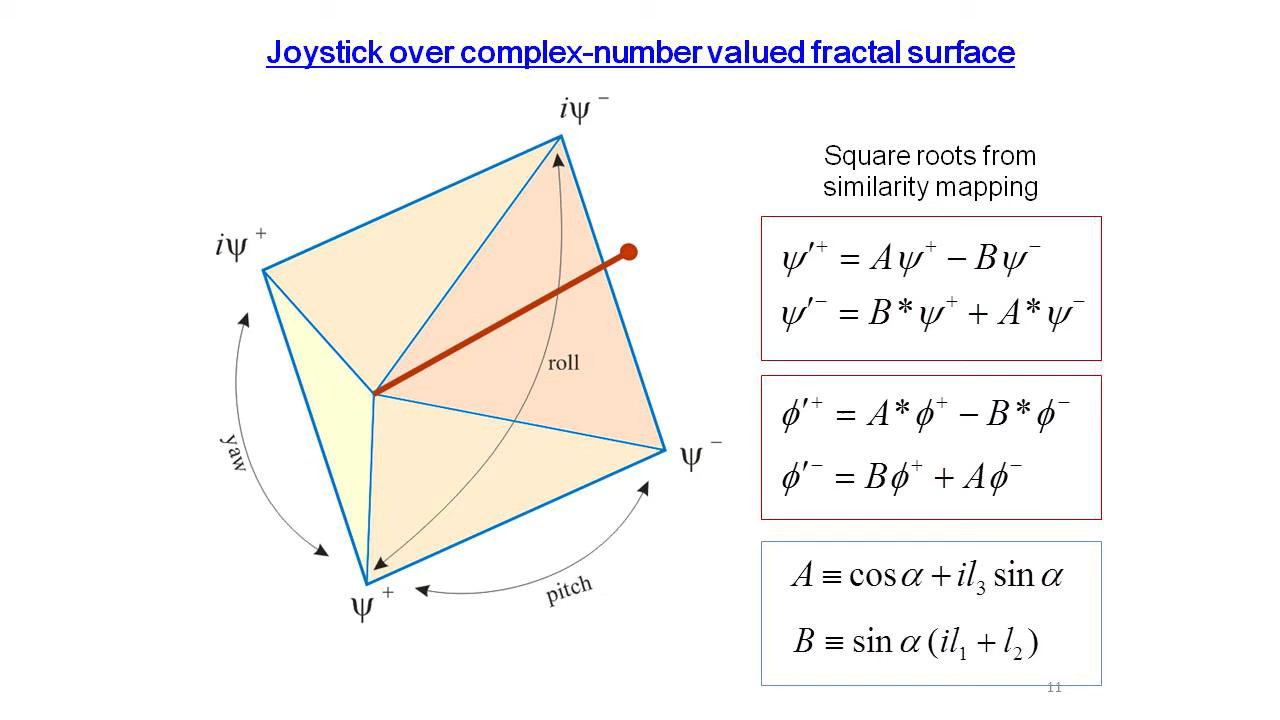 Joystick over complex-number valued fractal surface
iψ⁻
iψ⁺
roll
yaw
ψ⁻
pitch
ψ⁺
Square roots from
similarity mapping
ψ′⁺ = Aψ⁺ − Bψ⁻
ψ′⁻ = B*ψ⁺ + A*ψ⁻
ϕ′⁺ = A*ϕ⁺ − B*ϕ⁻
ϕ′⁻ = Bϕ⁺ + Aϕ⁻
A ≡ cos α + il₃ sin α
B ≡ sin α (il₁ + l₂)
11